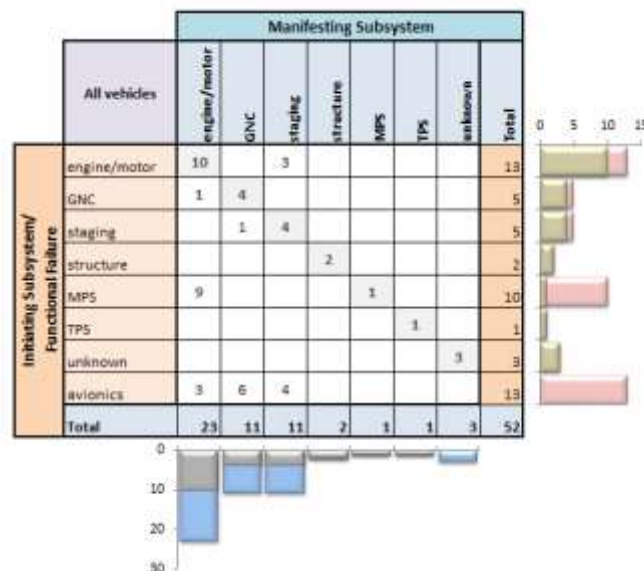 Manifesting Subsystem
All vehicles engine/motor GNC staging structure MPS TPS unknown Total
Initiating Subsystem/
Functional Failure
engine/motor 10 3 13
GNC 1 4 5
staging 1 4 5
structure 2 2
MPS 9 1 10
TPS 1 1
unknown 3 3
avionics 3 6 4 13
Total 23 11 11 2 1 1 3 52
0 5 10 15
0
10
20
30